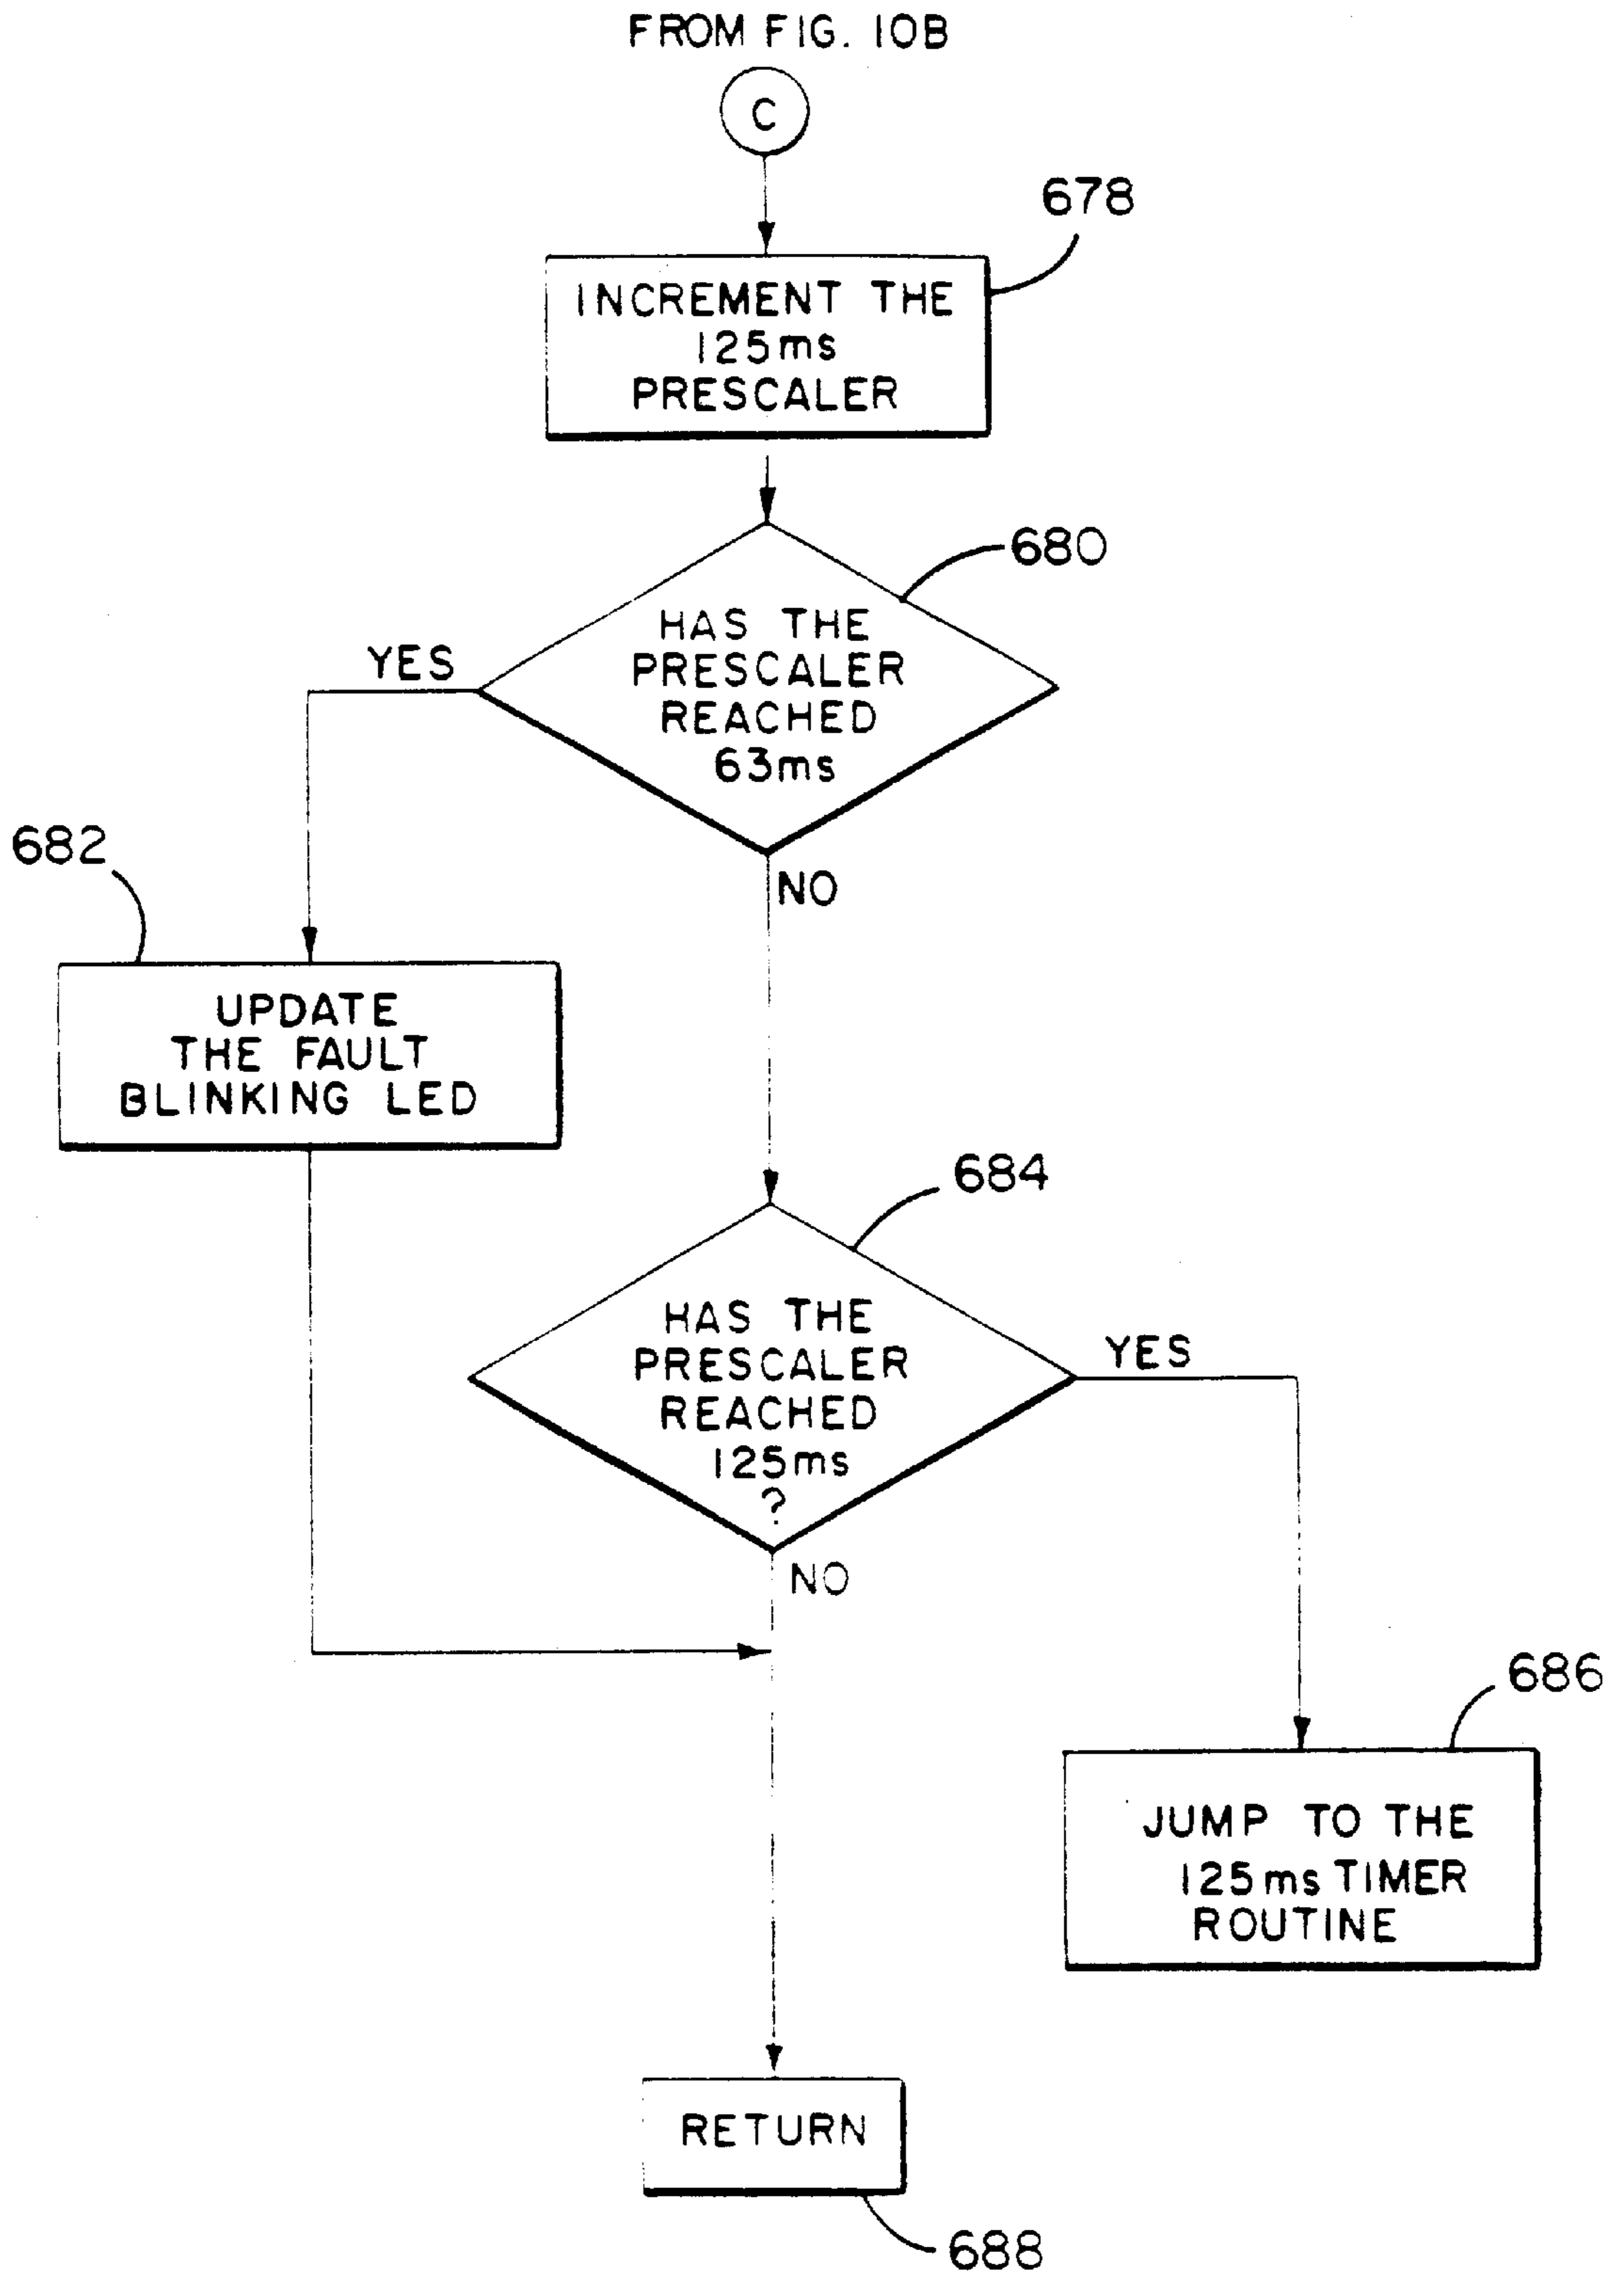 FROM FIG. 10B
C
678
INCREMENT THE
125ms
PRESCALER
680
HAS THE
PRESCALER
REACHED
63ms
YES
NO
682
UPDATE
THE FAULT
BLINKING LED
684
HAS THE
PRESCALER
REACHED
125ms
?
YES
NO
686
JUMP TO THE
125ms TIMER
ROUTINE
RETURN
688